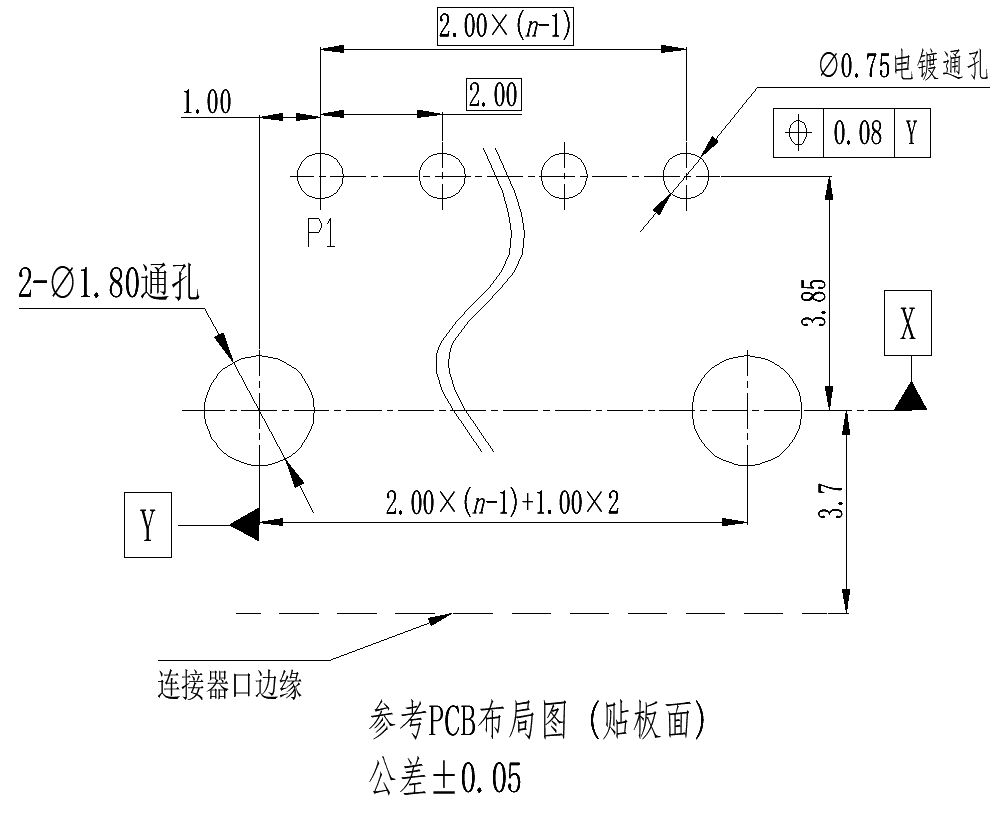 2.00×(n-1)
∅0.75电镀通孔
1.00
2.00
0.08 Y
P1
2-∅1.80通孔
3.85
X
2.00×(n-1)+1.00×2
3.7
Y
连接器口边缘
参考PCB布局图（贴板面）
公差±0.05